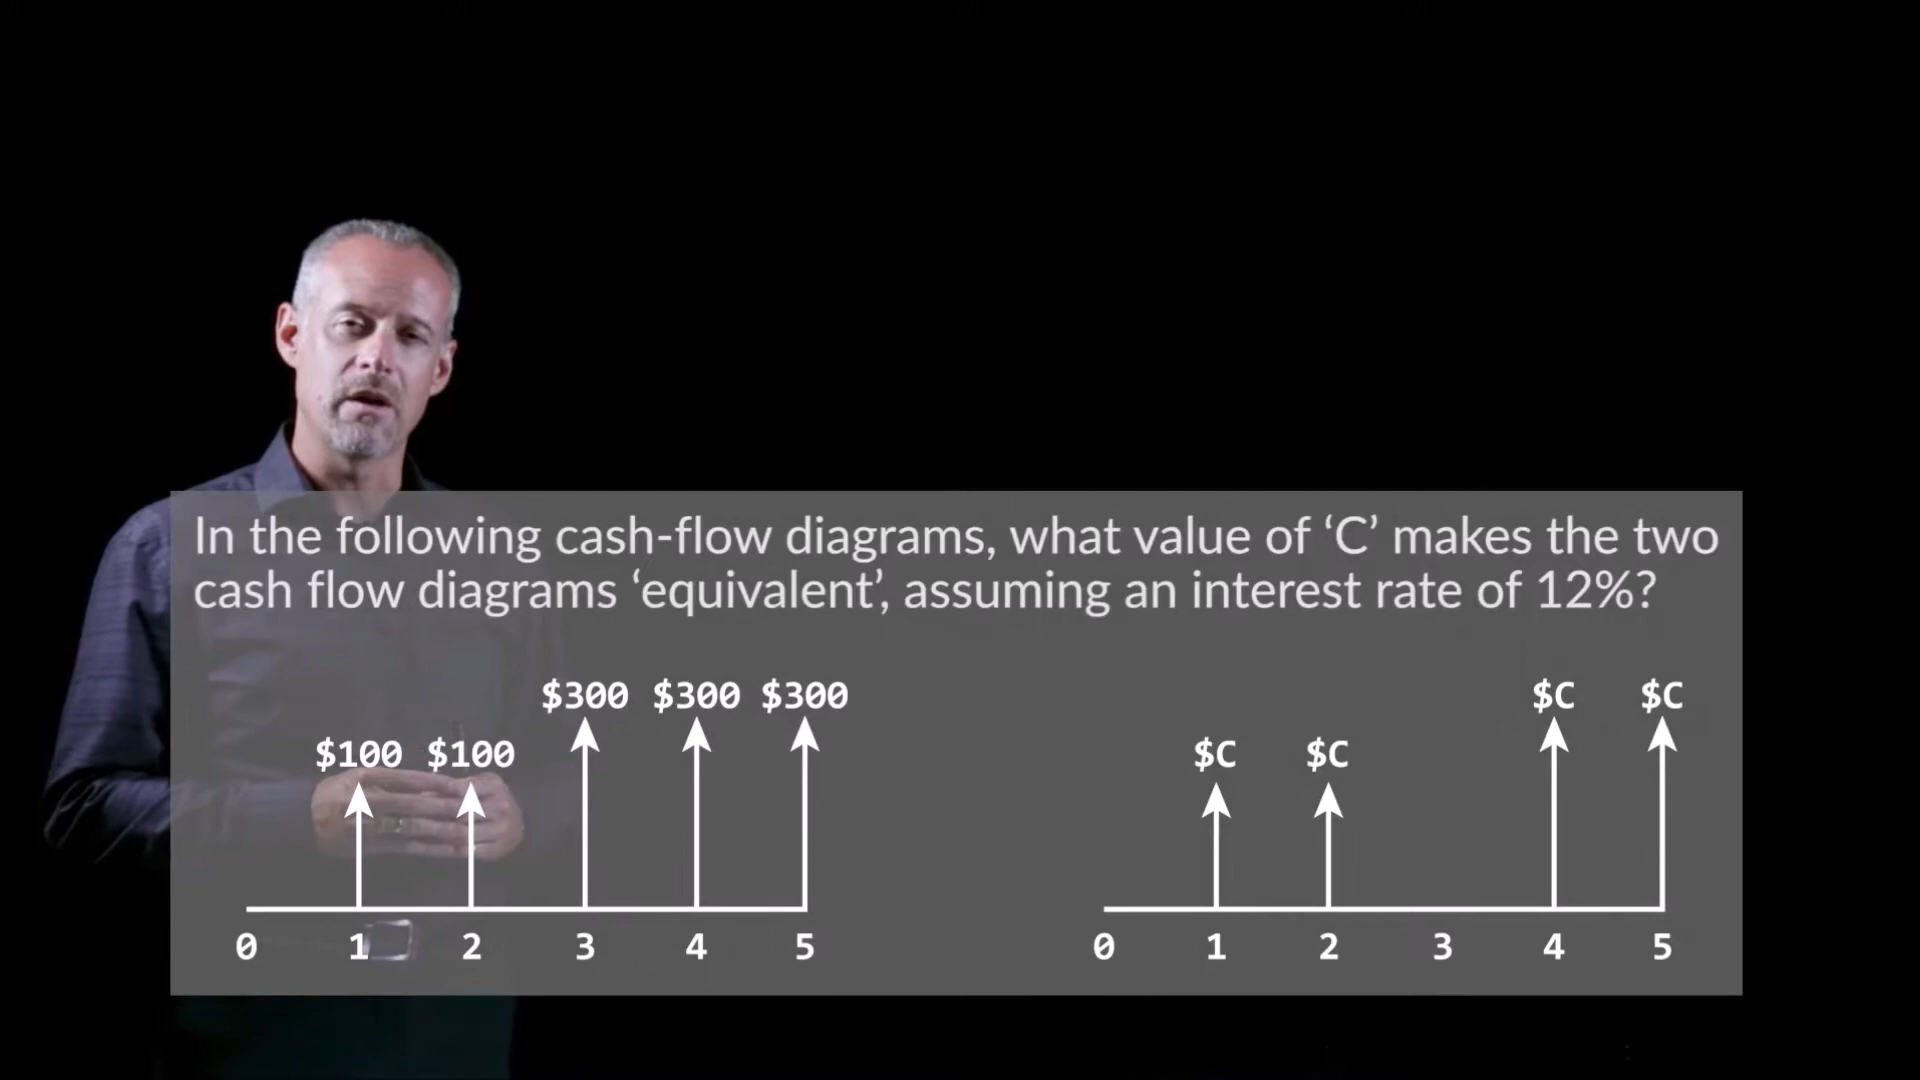 In the following cash-flow diagrams, what value of ‘C’ makes the two
cash flow diagrams ‘equivalent’, assuming an interest rate of 12%?
$300 $300 $300
$100 $100
0 1 2 3 4 5
$C $C
$C $C
0 1 2 3 4 5